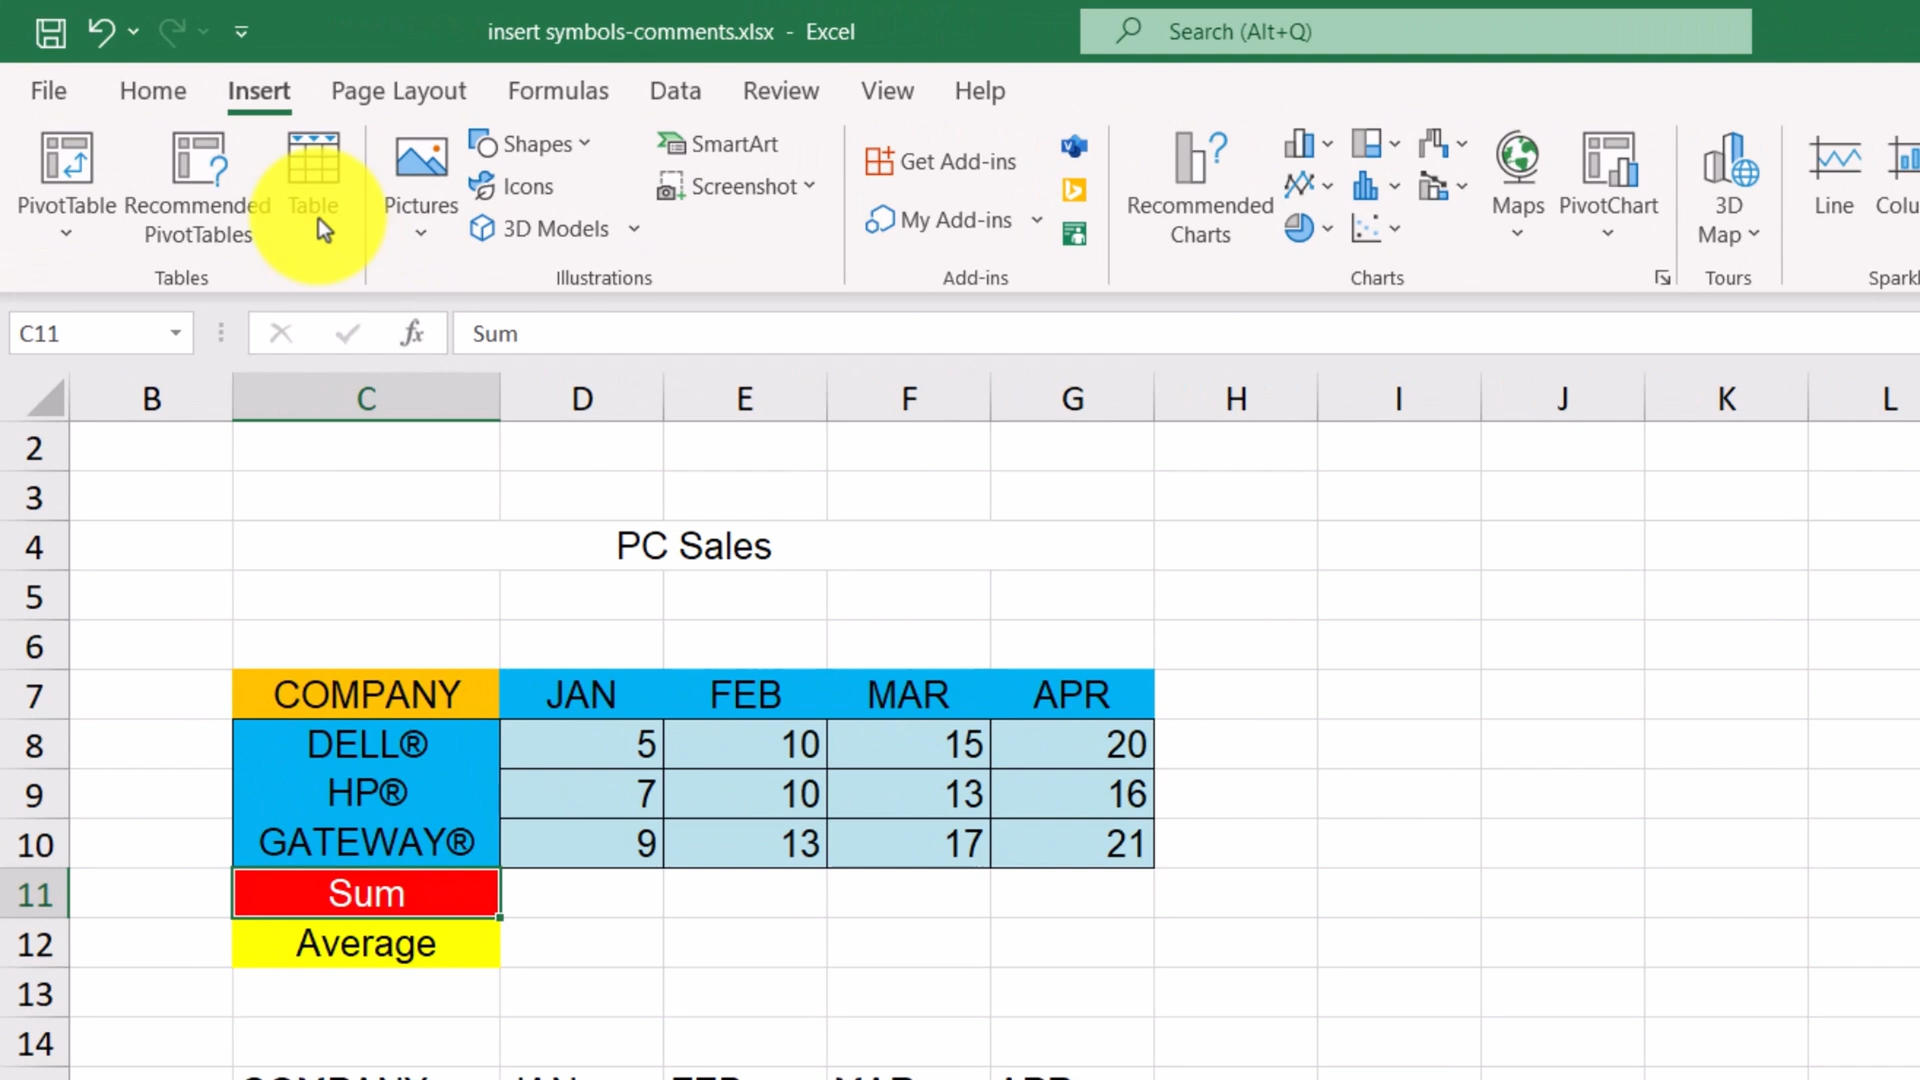 insert symbols-comments.xlsx - Excel
Search (Alt+Q)
File Home Insert Page Layout Formulas Data Review View Help
PivotTable
Recommended PivotTables
Table
Tables
Pictures
Shapes
Icons
3D Models
SmartArt
Screenshot
Illustrations
Get Add-ins
My Add-ins
Add-ins
Recommended Charts
Maps
PivotChart
Charts
3D Map
Tours
Line
C11
fx
Sum
B C D E F G H I J K L
2
3
4 PC Sales
5
6
7 COMPANY JAN FEB MAR APR
8 DELL® 5 10 15 20
9 HP® 7 10 13 16
10 GATEWAY® 9 13 17 21
11 Sum
12 Average
13
14